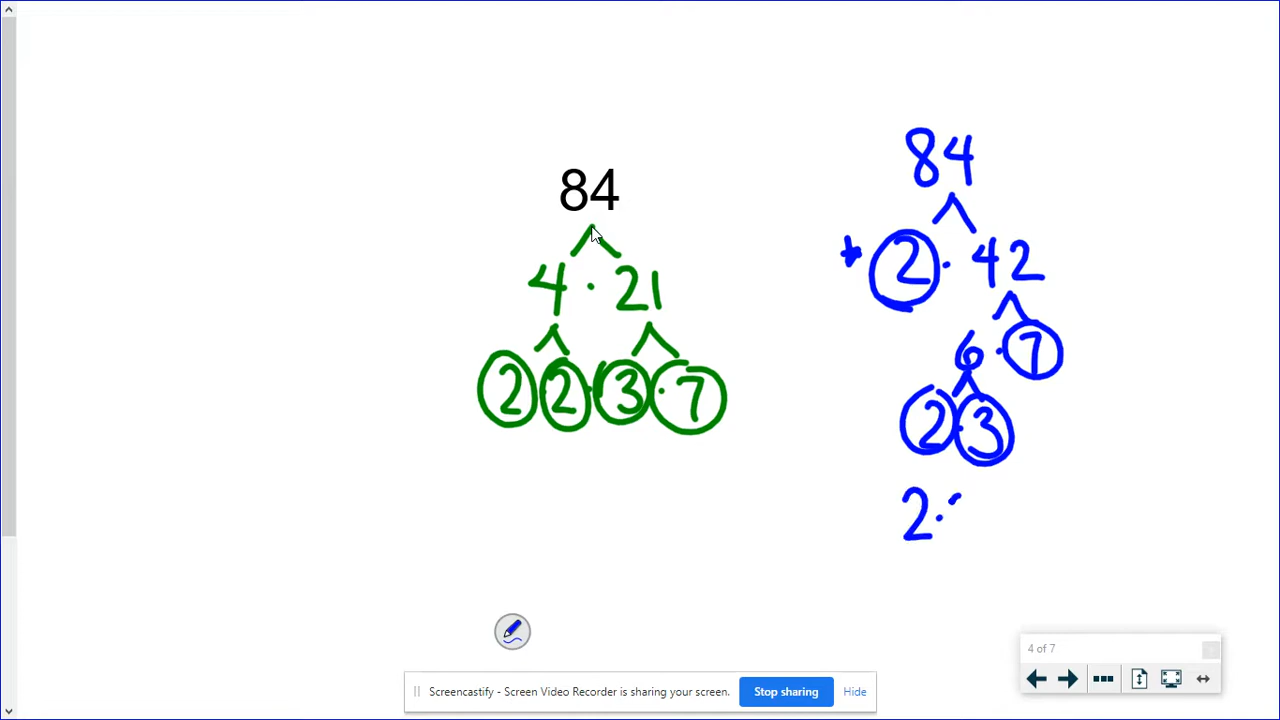 84
4 · 21
2 2 · 3 · 7
84
* 2 · 42
6 · 7
2 · 3
2 ·
4 of 7
Screencastify - Screen Video Recorder is sharing your screen. Stop sharing Hide